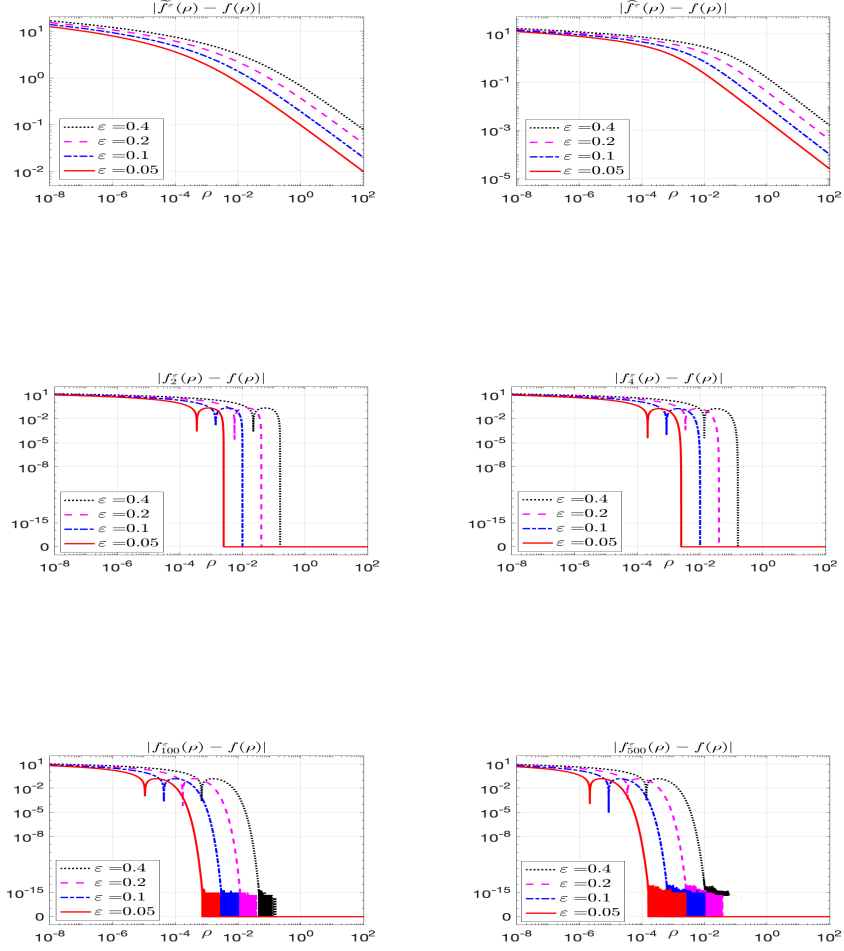 |f̃^ε(ρ) − f(ρ)|
10^2
10^1
10^0
10^-1
10^-2
ε =0.4
ε =0.2
ε =0.1
ε =0.05
10^-8 10^-6 10^-4 10^-2 10^0 10^2
ρ
|f̂^ε(ρ) − f(ρ)|
10^1
10^-1
10^-3
10^-5
ε =0.4
ε =0.2
ε =0.1
ε =0.05
10^-8 10^-6 10^-4 10^-2 10^0 10^2
ρ
|f_2^ε(ρ) − f(ρ)|
10^1
10^-2
10^-5
10^-8
10^-15
0
ε =0.4
ε =0.2
ε =0.1
ε =0.05
10^-8 10^-6 10^-4 10^-2 10^0 10^2
ρ
|f_4^ε(ρ) − f(ρ)|
10^1
10^-2
10^-5
10^-8
10^-15
0
ε =0.4
ε =0.2
ε =0.1
ε =0.05
10^-8 10^-6 10^-4 10^-2 10^0 10^2
ρ
|f_100^ε(ρ) − f(ρ)|
10^1
10^-2
10^-5
10^-8
10^-15
0
ε =0.4
ε =0.2
ε =0.1
ε =0.05
10^-8 10^-6 10^-4 10^-2 10^0 10^2
ρ
|f_500^ε(ρ) − f(ρ)|
10^1
10^-2
10^-5
10^-8
10^-15
0
ε =0.4
ε =0.2
ε =0.1
ε =0.05
10^-8 10^-6 10^-4 10^-2 10^0 10^2
ρ